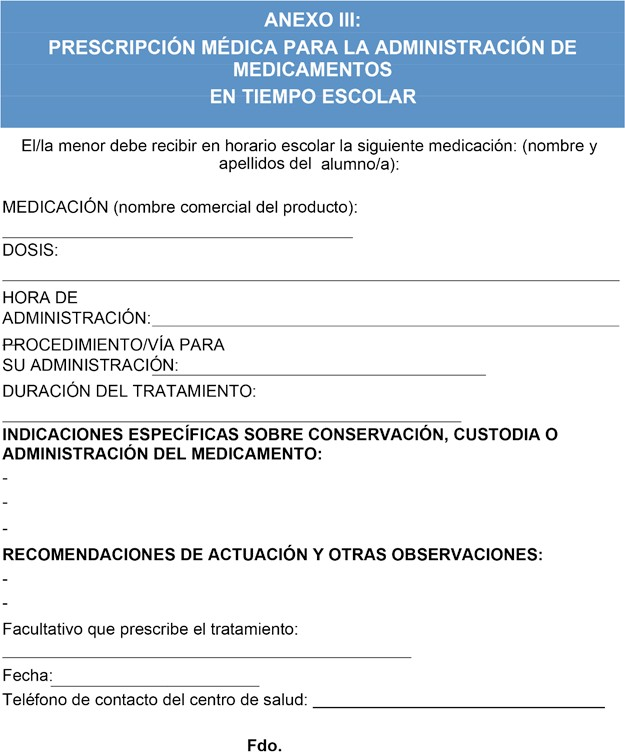 ANEXO III:
PRESCRIPCIÓN MÉDICA PARA LA ADMINISTRACIÓN DE
MEDICAMENTOS
EN TIEMPO ESCOLAR
El/la menor debe recibir en horario escolar la siguiente medicación: (nombre y
apellidos del alumno/a):
MEDICACIÓN (nombre comercial del producto):
DOSIS:
HORA DE
ADMINISTRACIÓN:
PROCEDIMIENTO/VÍA PARA
SU ADMINISTRACIÓN:
DURACIÓN DEL TRATAMIENTO:
INDICACIONES ESPECÍFICAS SOBRE CONSERVACIÓN, CUSTODIA O
ADMINISTRACIÓN DEL MEDICAMENTO:
-
-
-
RECOMENDACIONES DE ACTUACIÓN Y OTRAS OBSERVACIONES:
-
-
Facultativo que prescribe el tratamiento:
Fecha:
Teléfono de contacto del centro de salud:
Fdo.